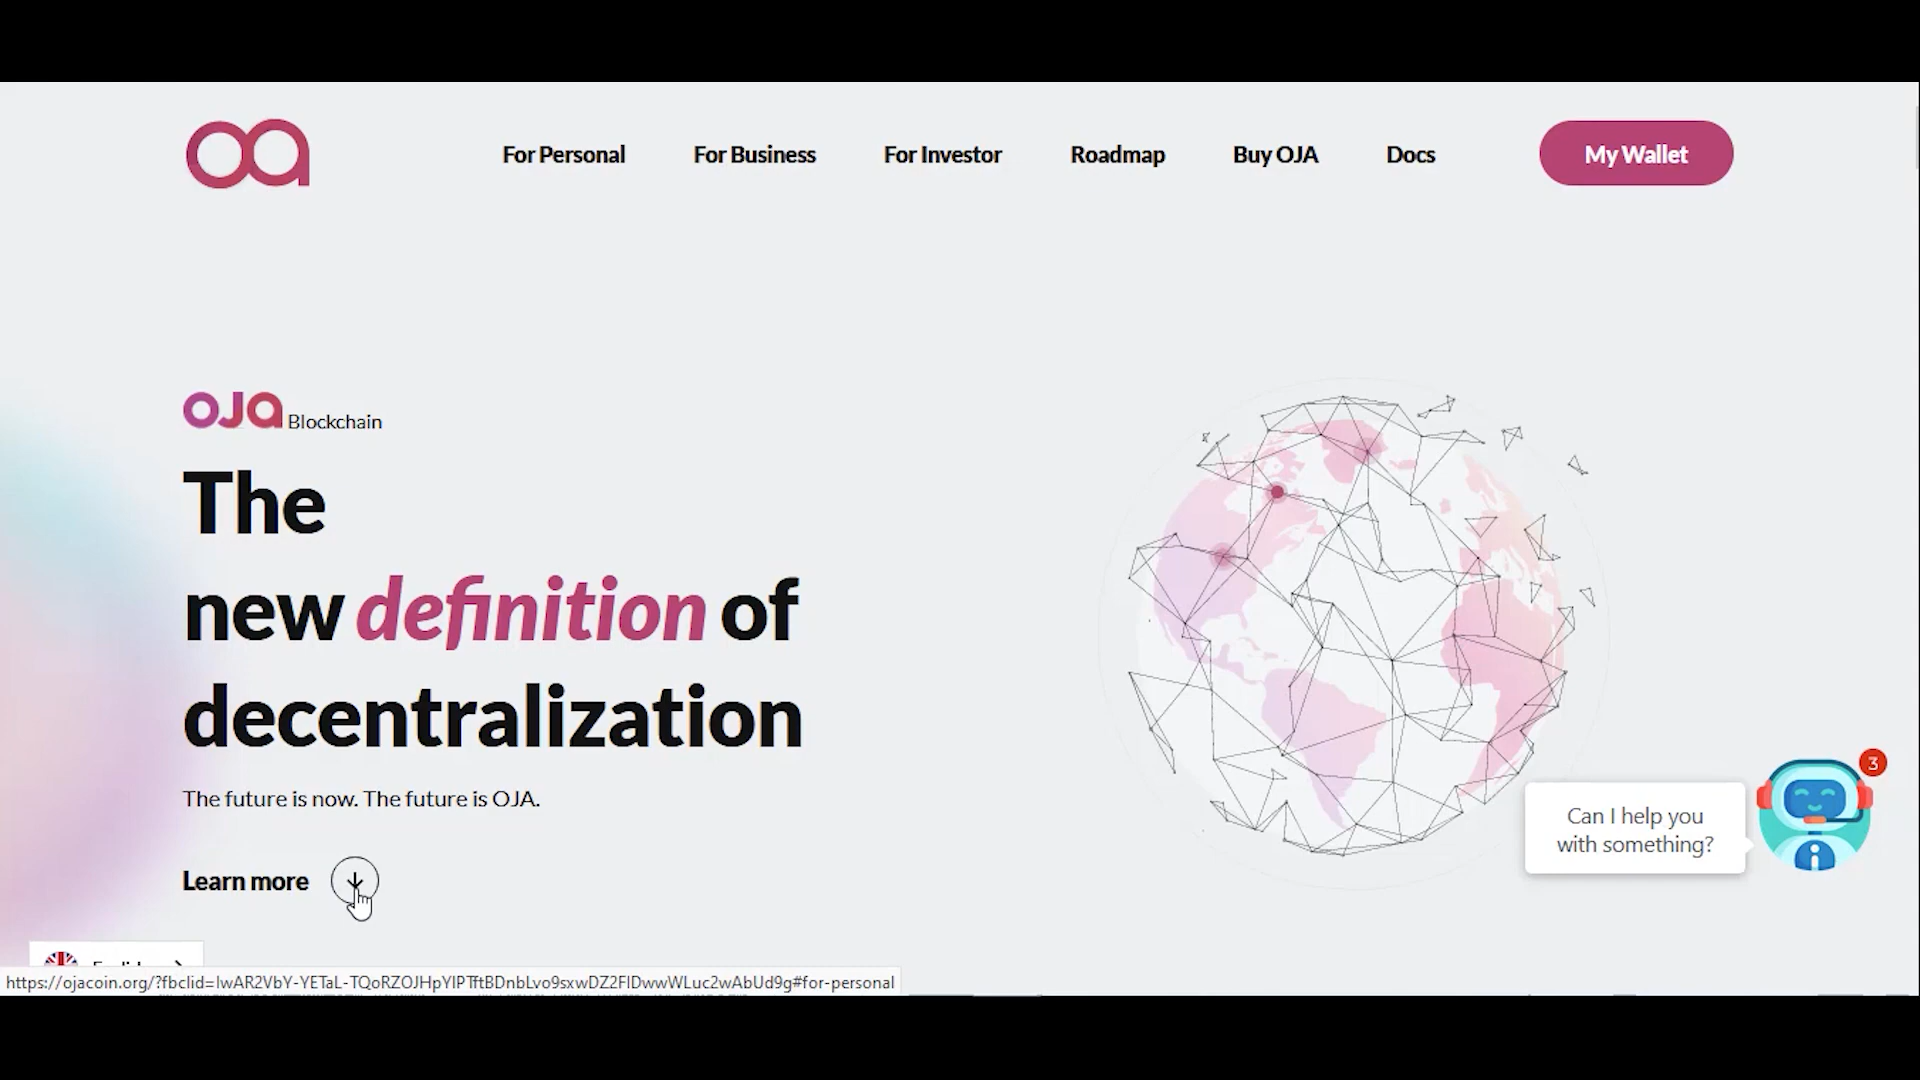 oa
For Personal
For Business
For Investor
Roadmap
Buy OJA
Docs
My Wallet
OJA Blockchain
The
new definition of
decentralization
The future is now. The future is OJA.
Learn more
3
Can I help you
with something?
https://ojacoin.org/?fbclid=IwAR2VbY-YETaL-TQoRZOJHpYIPTftBDnbLvo9sxwDZ2FIDwwWLuc2wAbUd9g#for-personal